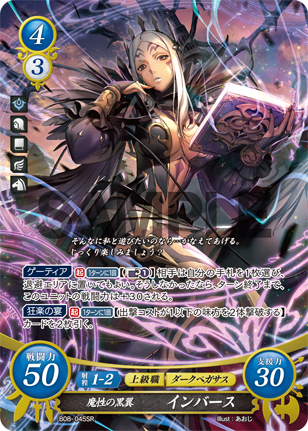 4
3
SAMPLE
そんなに私と遊びたいのなら…かなえてあげる。
じっくり楽しみましょう？
ゲーティア 起 1ターンに1回 【■3】 相手は自分の手札を1枚選び、
退避エリアに置いてもよい。そうしなかったなら、ターン終了まで、
このユニットの戦闘力は＋30される。
狂楽の宴 起 1ターンに1回 【出撃コストが1以下の味方を2体撃破する】
カードを2枚引く。
戦闘力
50
射程 1-2
上級職
ダークペガサス
支援力
30
魔性の黒翼 インバース
B08-045SR
Illust：あおじ